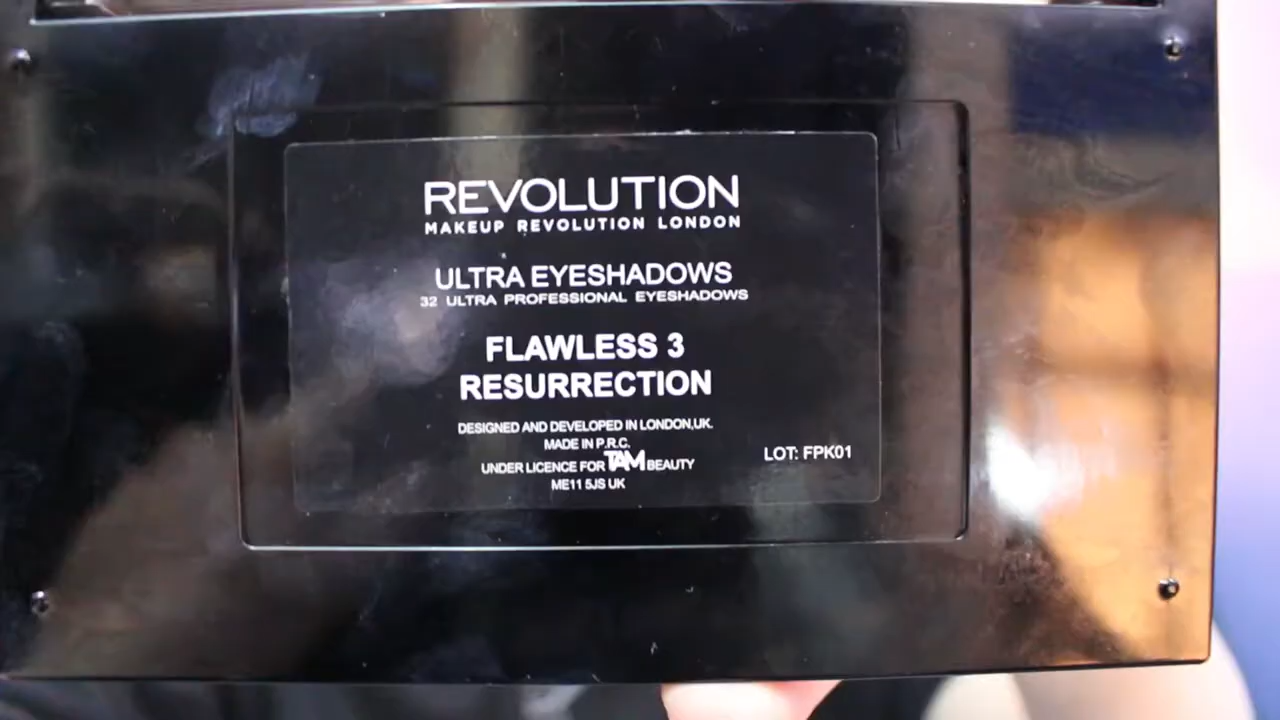 REVOLUTION
MAKEUP REVOLUTION LONDON
ULTRA EYESHADOWS
32 ULTRA PROFESSIONAL EYESHADOWS
FLAWLESS 3
RESURRECTION
DESIGNED AND DEVELOPED IN LONDON,UK.
MADE IN P.R.C.
UNDER LICENCE FOR TAM BEAUTY
ME11 5JS UK
LOT: FPK01